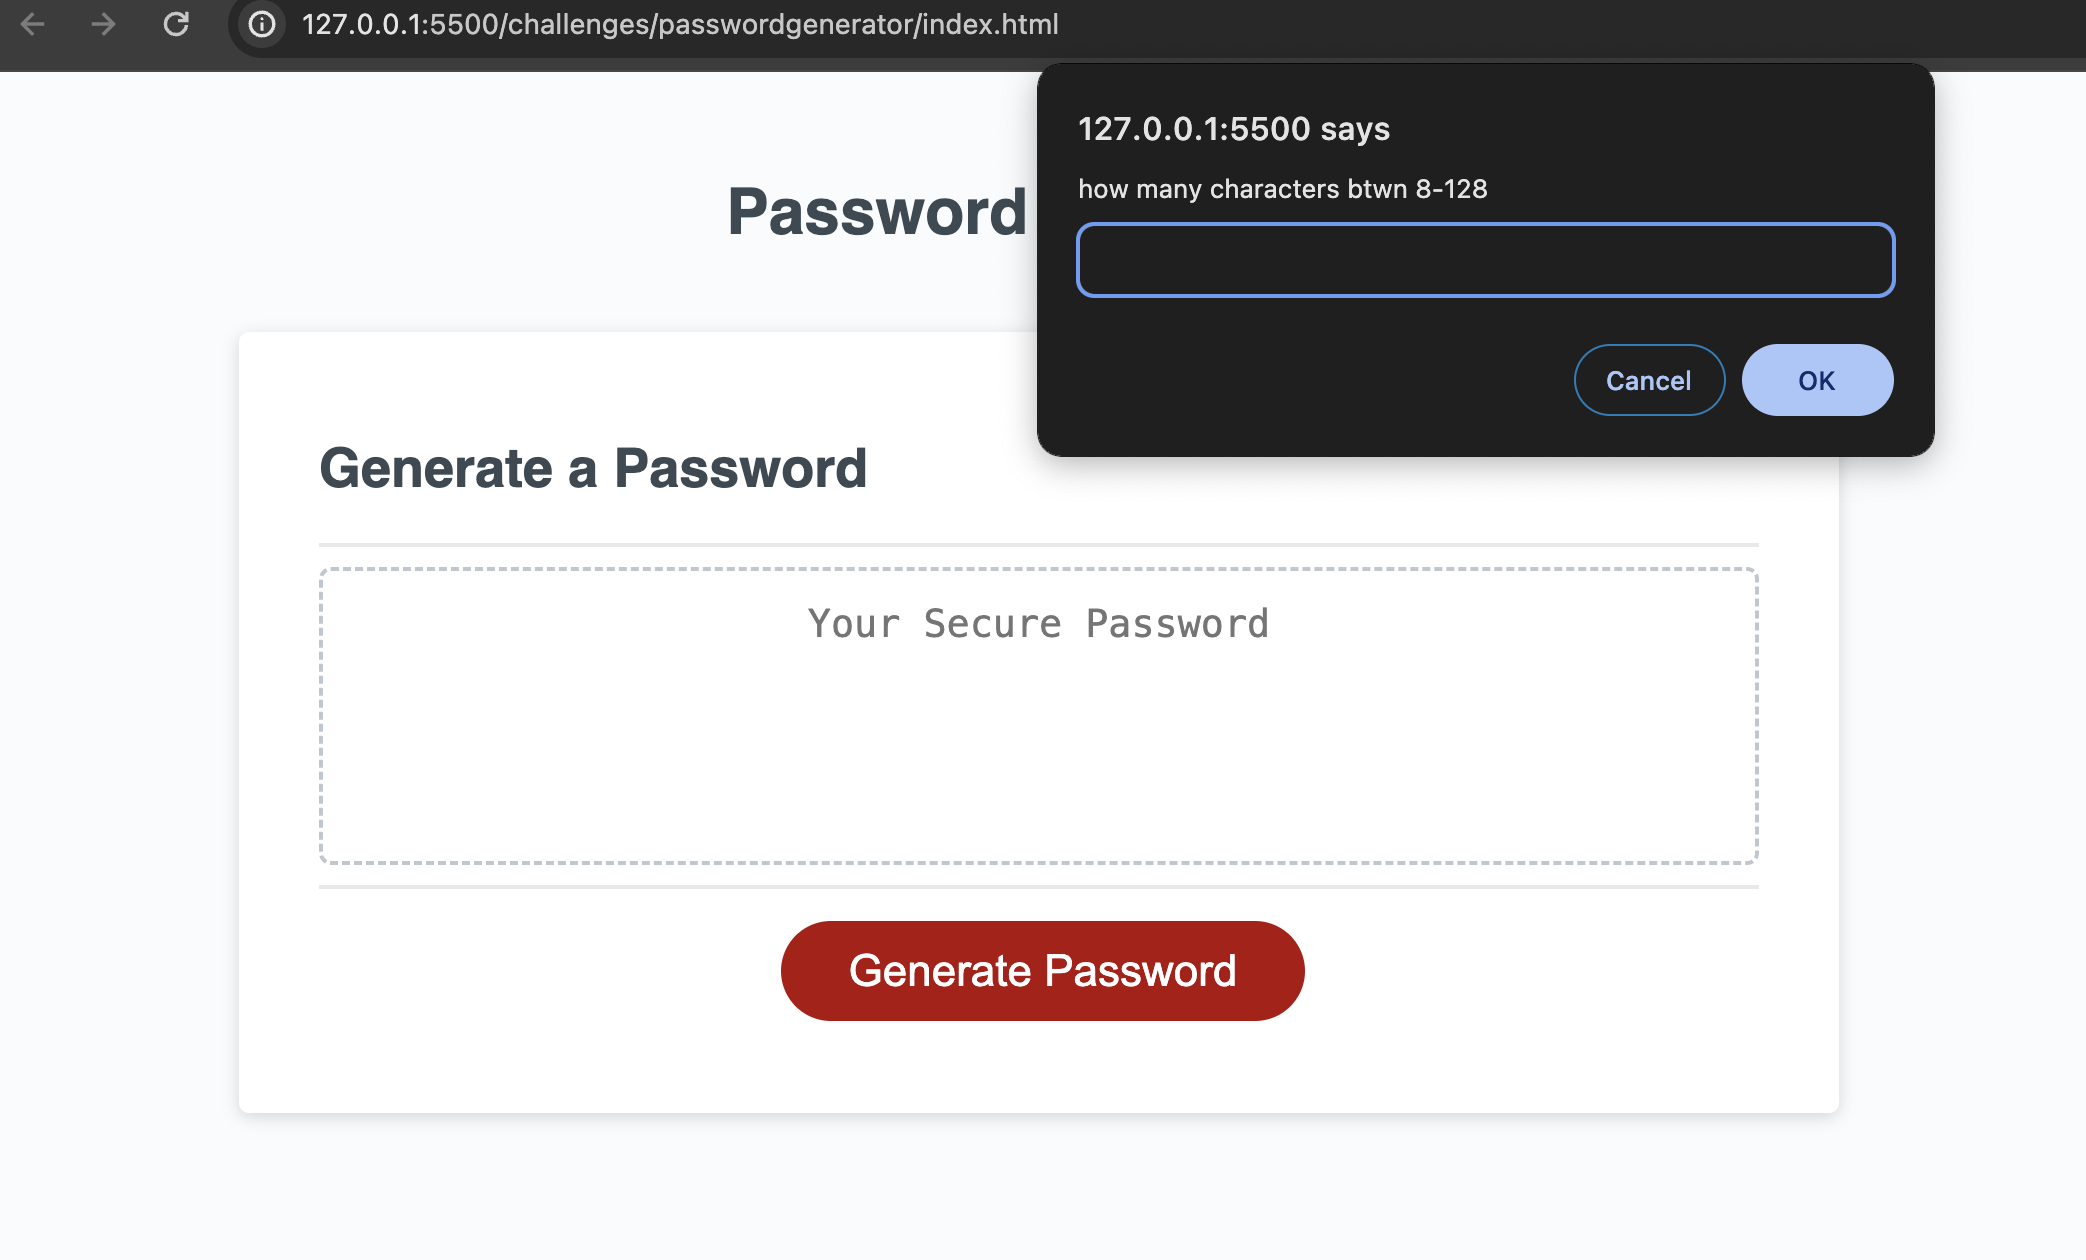 127.0.0.1:5500/challenges/passwordgenerator/index.html
127.0.0.1:5500 says
how many characters btwn 8-128
Cancel
OK
Password
Generate a Password
Your Secure Password
Generate Password